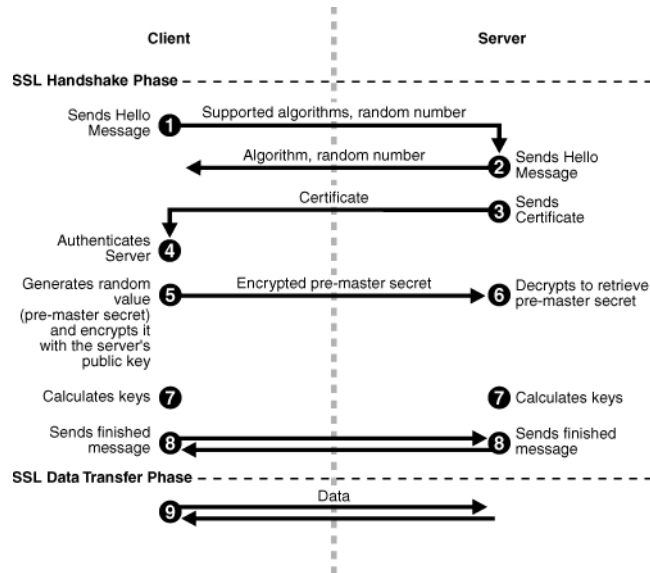 Client
Server
SSL Handshake Phase
Sends Hello
Message
1
Supported algorithms, random number
Algorithm, random number
2
Sends Hello
Message
Certificate
3
Sends
Certificate
Authenticates
Server
4
Generates random
value
(pre-master secret)
and encrypts it
with the server's
public key
5
Encrypted pre-master secret
6
Decrypts to retrieve
pre-master secret
Calculates keys
7
7
Calculates keys
Sends finished
message
8
8
Sends finished
message
SSL Data Transfer Phase
Data
9